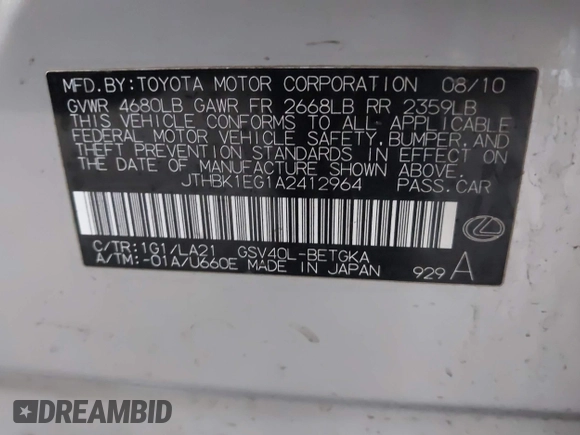 MFD.BY:TOYOTA MOTOR CORPORATION 08/10
GVWR 4680LB GAWR FR 2668LB RR 2359LB
THIS VEHICLE CONFORMS TO ALL APPLICABLE
FEDERAL MOTOR VEHICLE SAFETY,BUMPER,AND
THEFT PREVENTION STANDARDS IN EFFECT ON
THE DATE OF MANUFACTURE SHOWN ABOVE.
JTHBK1EG1A2412964 PASS.CAR
C/TR:1G1/LA21 GSV40L-BETGKA
A/TM:-01A/U660E MADE IN JAPAN 929 A
DREAMBID